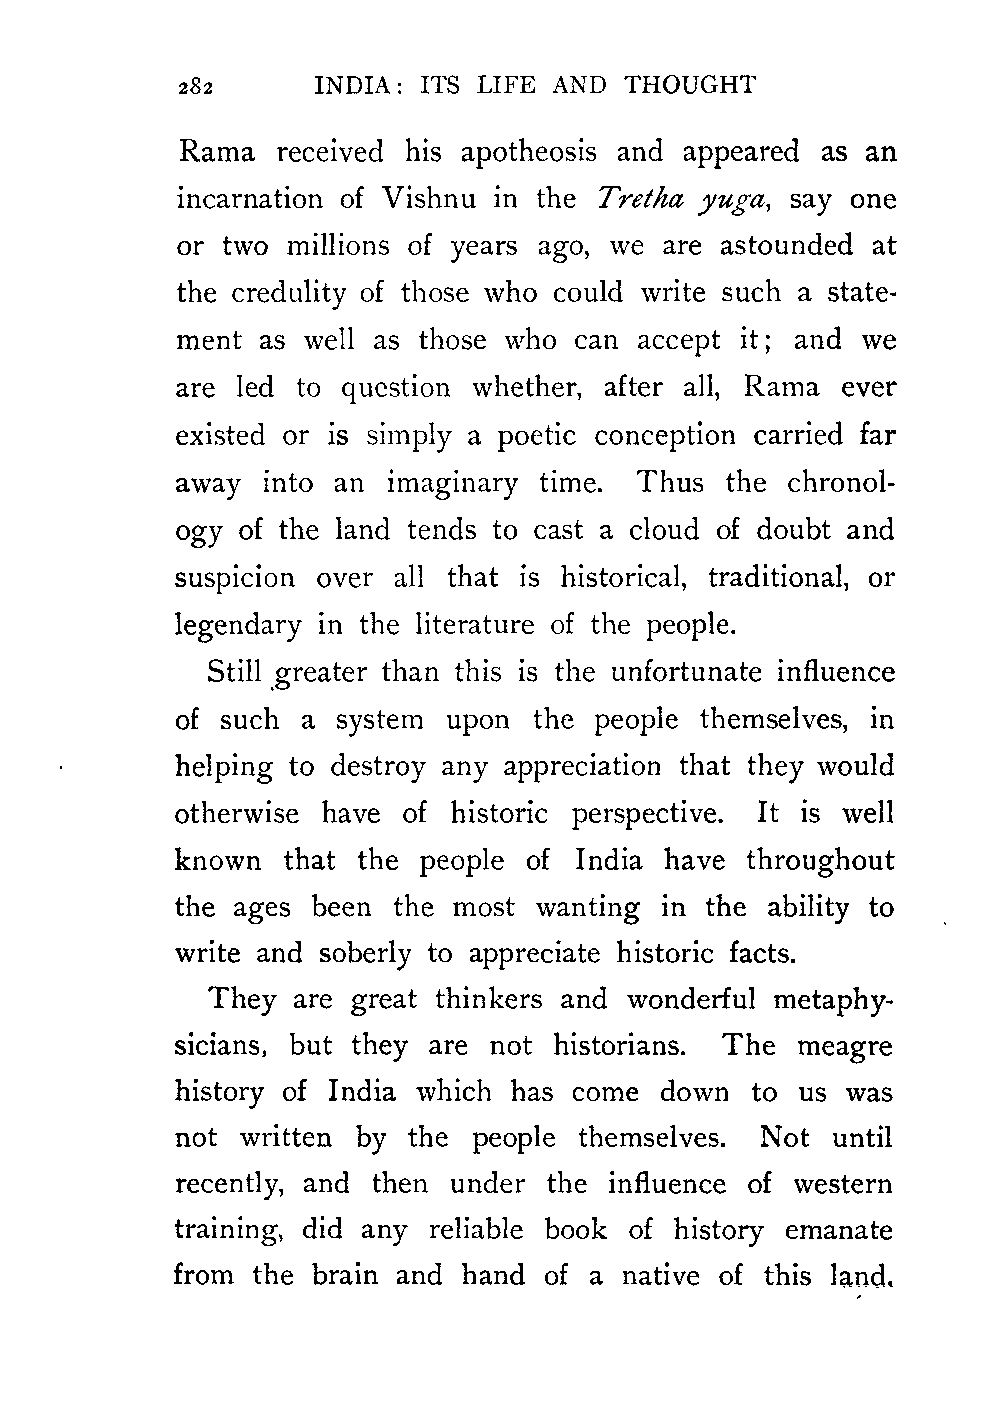 282 INDIA: ITS LIFE AND THOUGHT
Rama received his apotheosis and appeared as an
incarnation of Vishnu in the Tretha yuga, say one
or two millions of years ago, we are astounded at
the credulity of those who could write such a state-
ment as well as those who can accept it; and we
are led to question whether, after all, Rama ever
existed or is simply a poetic conception carried far
away into an imaginary time. Thus the chronol-
ogy of the land tends to cast a cloud of doubt and
suspicion over all that is historical, traditional, or
legendary in the literature of the people.
Still greater than this is the unfortunate influence
of such a system upon the people themselves, in
helping to destroy any appreciation that they would
otherwise have of historic perspective. It is well
known that the people of India have throughout
the ages been the most wanting in the ability to
write and soberly to appreciate historic facts.
They are great thinkers and wonderful metaphy-
sicians, but they are not historians. The meagre
history of India which has come down to us was
not written by the people themselves. Not until
recently, and then under the influence of western
training, did any reliable book of history emanate
from the brain and hand of a native of this land.